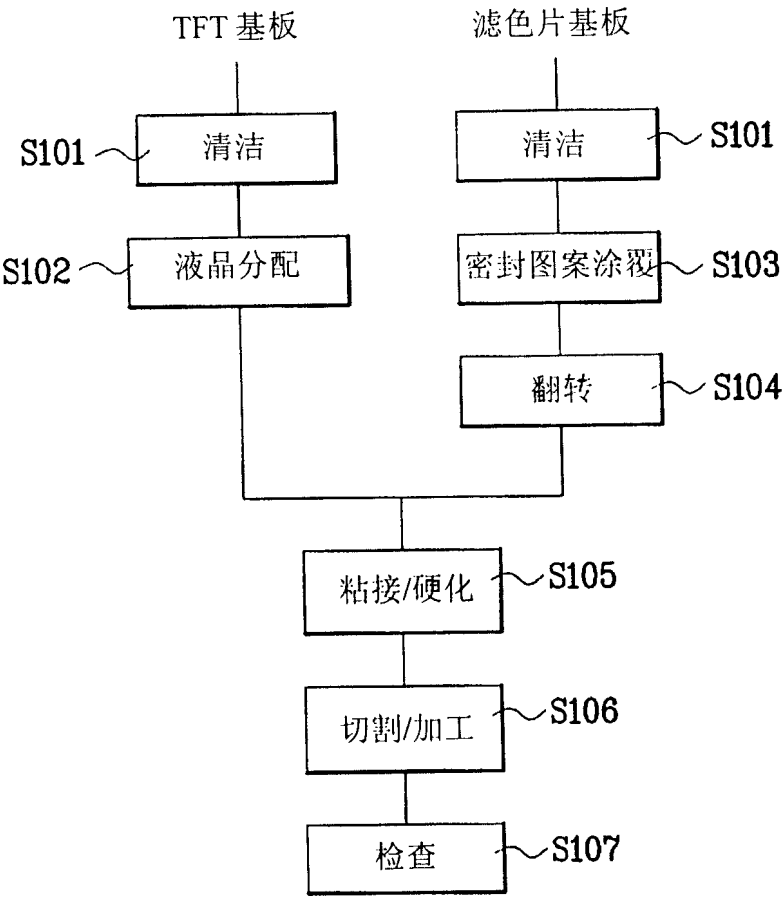 TFT 基板
滤色片基板
S101
清洁
清洁
S101
S102
液晶分配
密封图案涂覆
S103
翻转
S104
粘接/硬化
S105
切割/加工
S106
检查
S107